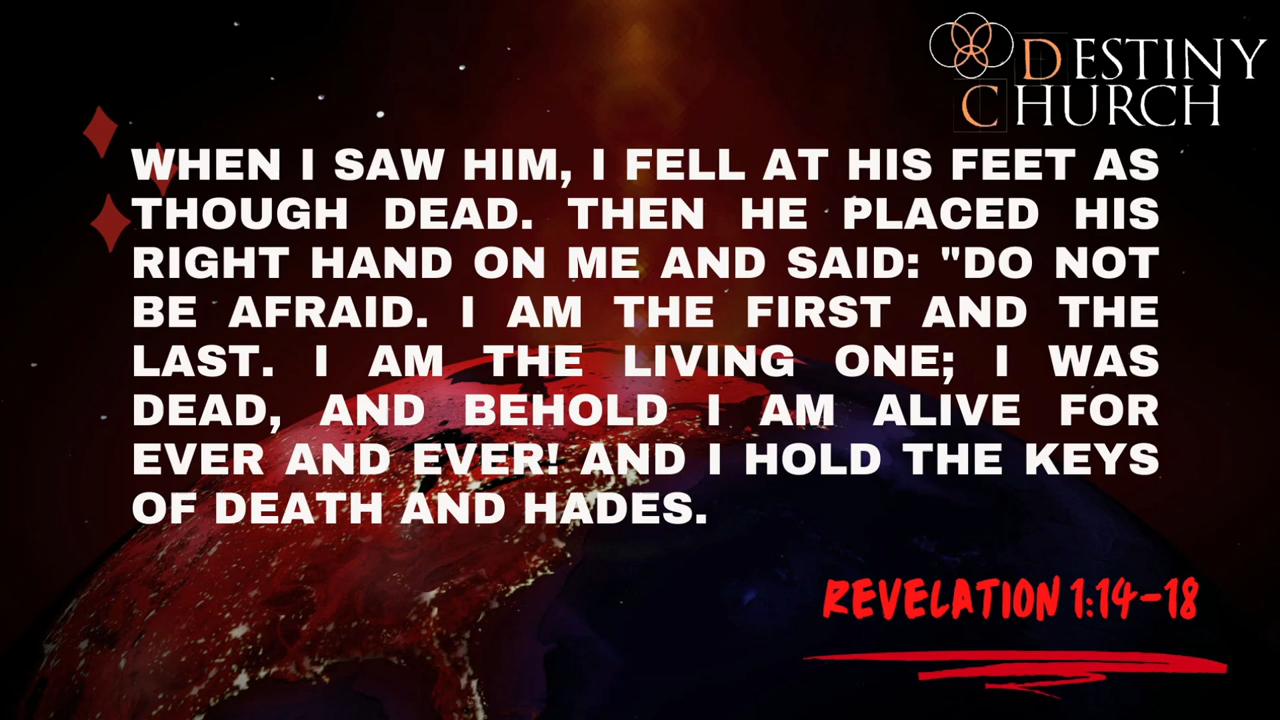 DESTINY
CHURCH
WHEN I SAW HIM, I FELL AT HIS FEET AS
THOUGH DEAD. THEN HE PLACED HIS
RIGHT HAND ON ME AND SAID: "DO NOT
BE AFRAID. I AM THE FIRST AND THE
LAST. I AM THE LIVING ONE; I WAS
DEAD, AND BEHOLD I AM ALIVE FOR
EVER AND EVER! AND I HOLD THE KEYS
OF DEATH AND HADES.
REVELATION 1:14-18